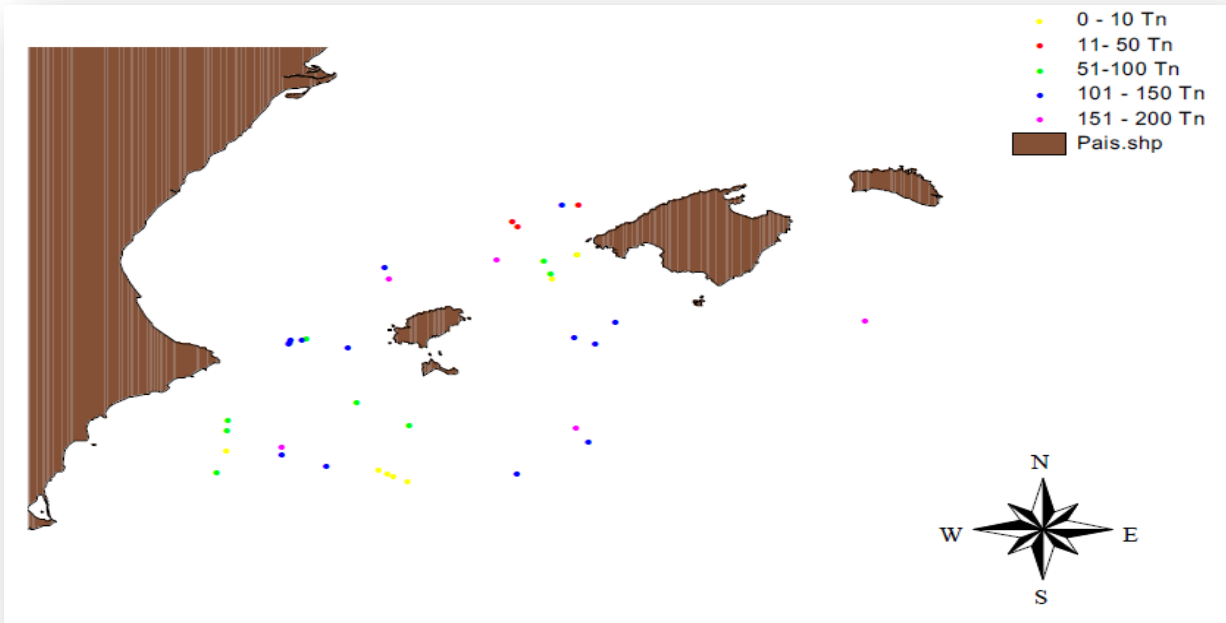 0 - 10 Tn
11- 50 Tn
51-100 Tn
101 - 150 Tn
151 - 200 Tn
Pais.shp
N
W
E
S